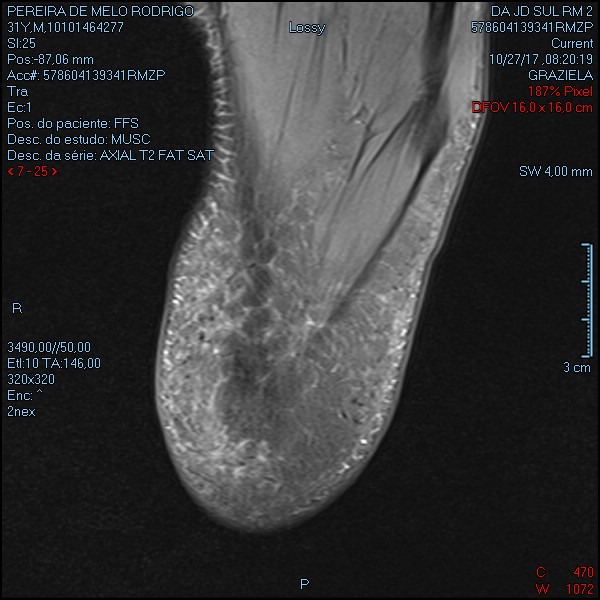 PEREIRA DE MELO RODRIGO
31Y,M,10101464277
Sl:25
Pos:-87,06 mm
Acc#: 578604139341RMZP
Tra
Ec:1
Pos. do paciente: FFS
Desc. do estudo: MUSC
Desc. da série: AXIAL T2 FAT SAT
< 7 - 25 >
Lossy
DA JD SUL RM 2
578604139341RMZP
Current
10/27/17 ,08:20:19
GRAZIELA
187% Pixel
DFOV 16,0 x 16,0 cm
SW 4,00 mm
R
3490,00//50,00
Etl:10 TA:146,00
320x320
Enc: ^
2nex
3 cm
P
C 470
W 1072